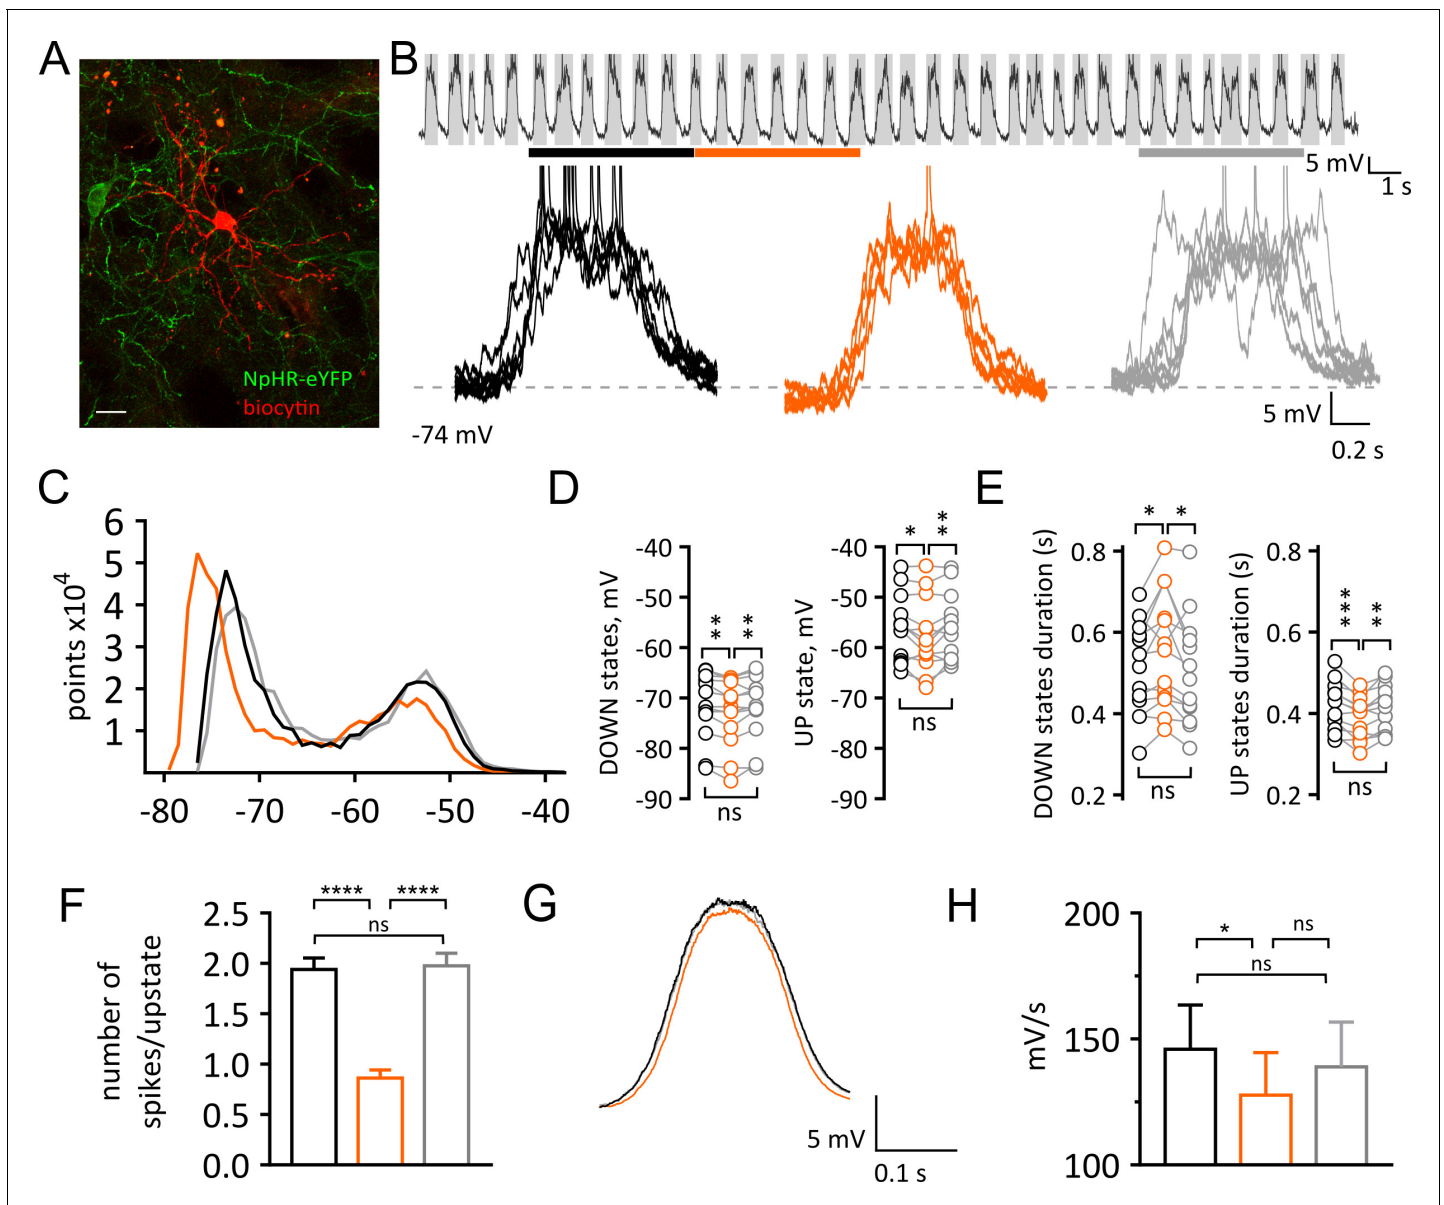 A
NpHR-eYFP
biocytin
B
5 mV
1 s
-74 mV
5 mV
0.2 s
C
points x10⁴
6
5
4
3
2
1
-80 -70 -60 -50 -40
D
DOWN states, mV
-40
-50
-60
-70
-80
-90
** **
ns
UP state, mV
-40
-50
-60
-70
-80
-90
* **
ns
E
DOWN states duration (s)
0.8
0.6
0.4
0.2
* *
ns
UP states duration (s)
0.8
0.6
0.4
0.2
*** **
ns
F
number of
spikes/upstate
2.5
2.0
1.5
1.0
0.5
0.0
**** ****
ns
G
5 mV
0.1 s
H
mV/s
200
150
100
* ns
ns